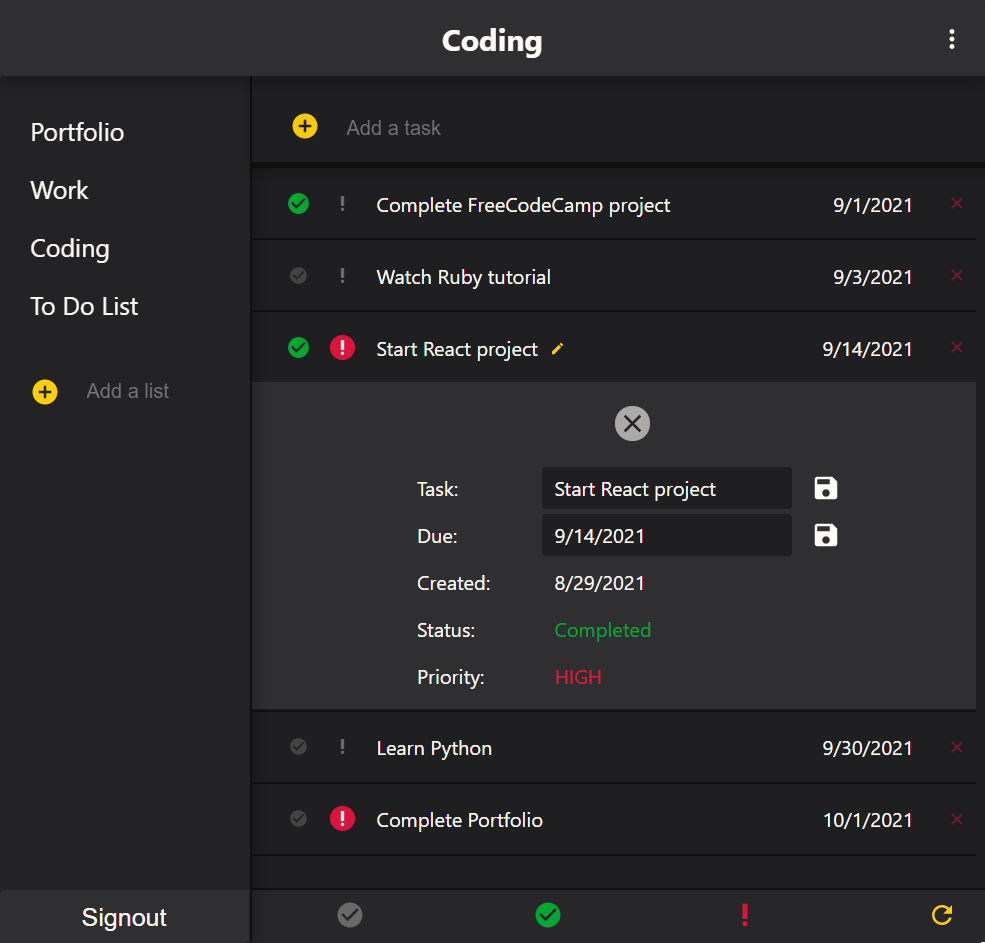 Coding
Portfolio
Work
Coding
To Do List
Add a list
Signout
Add a task
Complete FreeCodeCamp project 9/1/2021
Watch Ruby tutorial 9/3/2021
Start React project 9/14/2021
Task: Start React project
Due: 9/14/2021
Created: 8/29/2021
Status: Completed
Priority: HIGH
Learn Python 9/30/2021
Complete Portfolio 10/1/2021